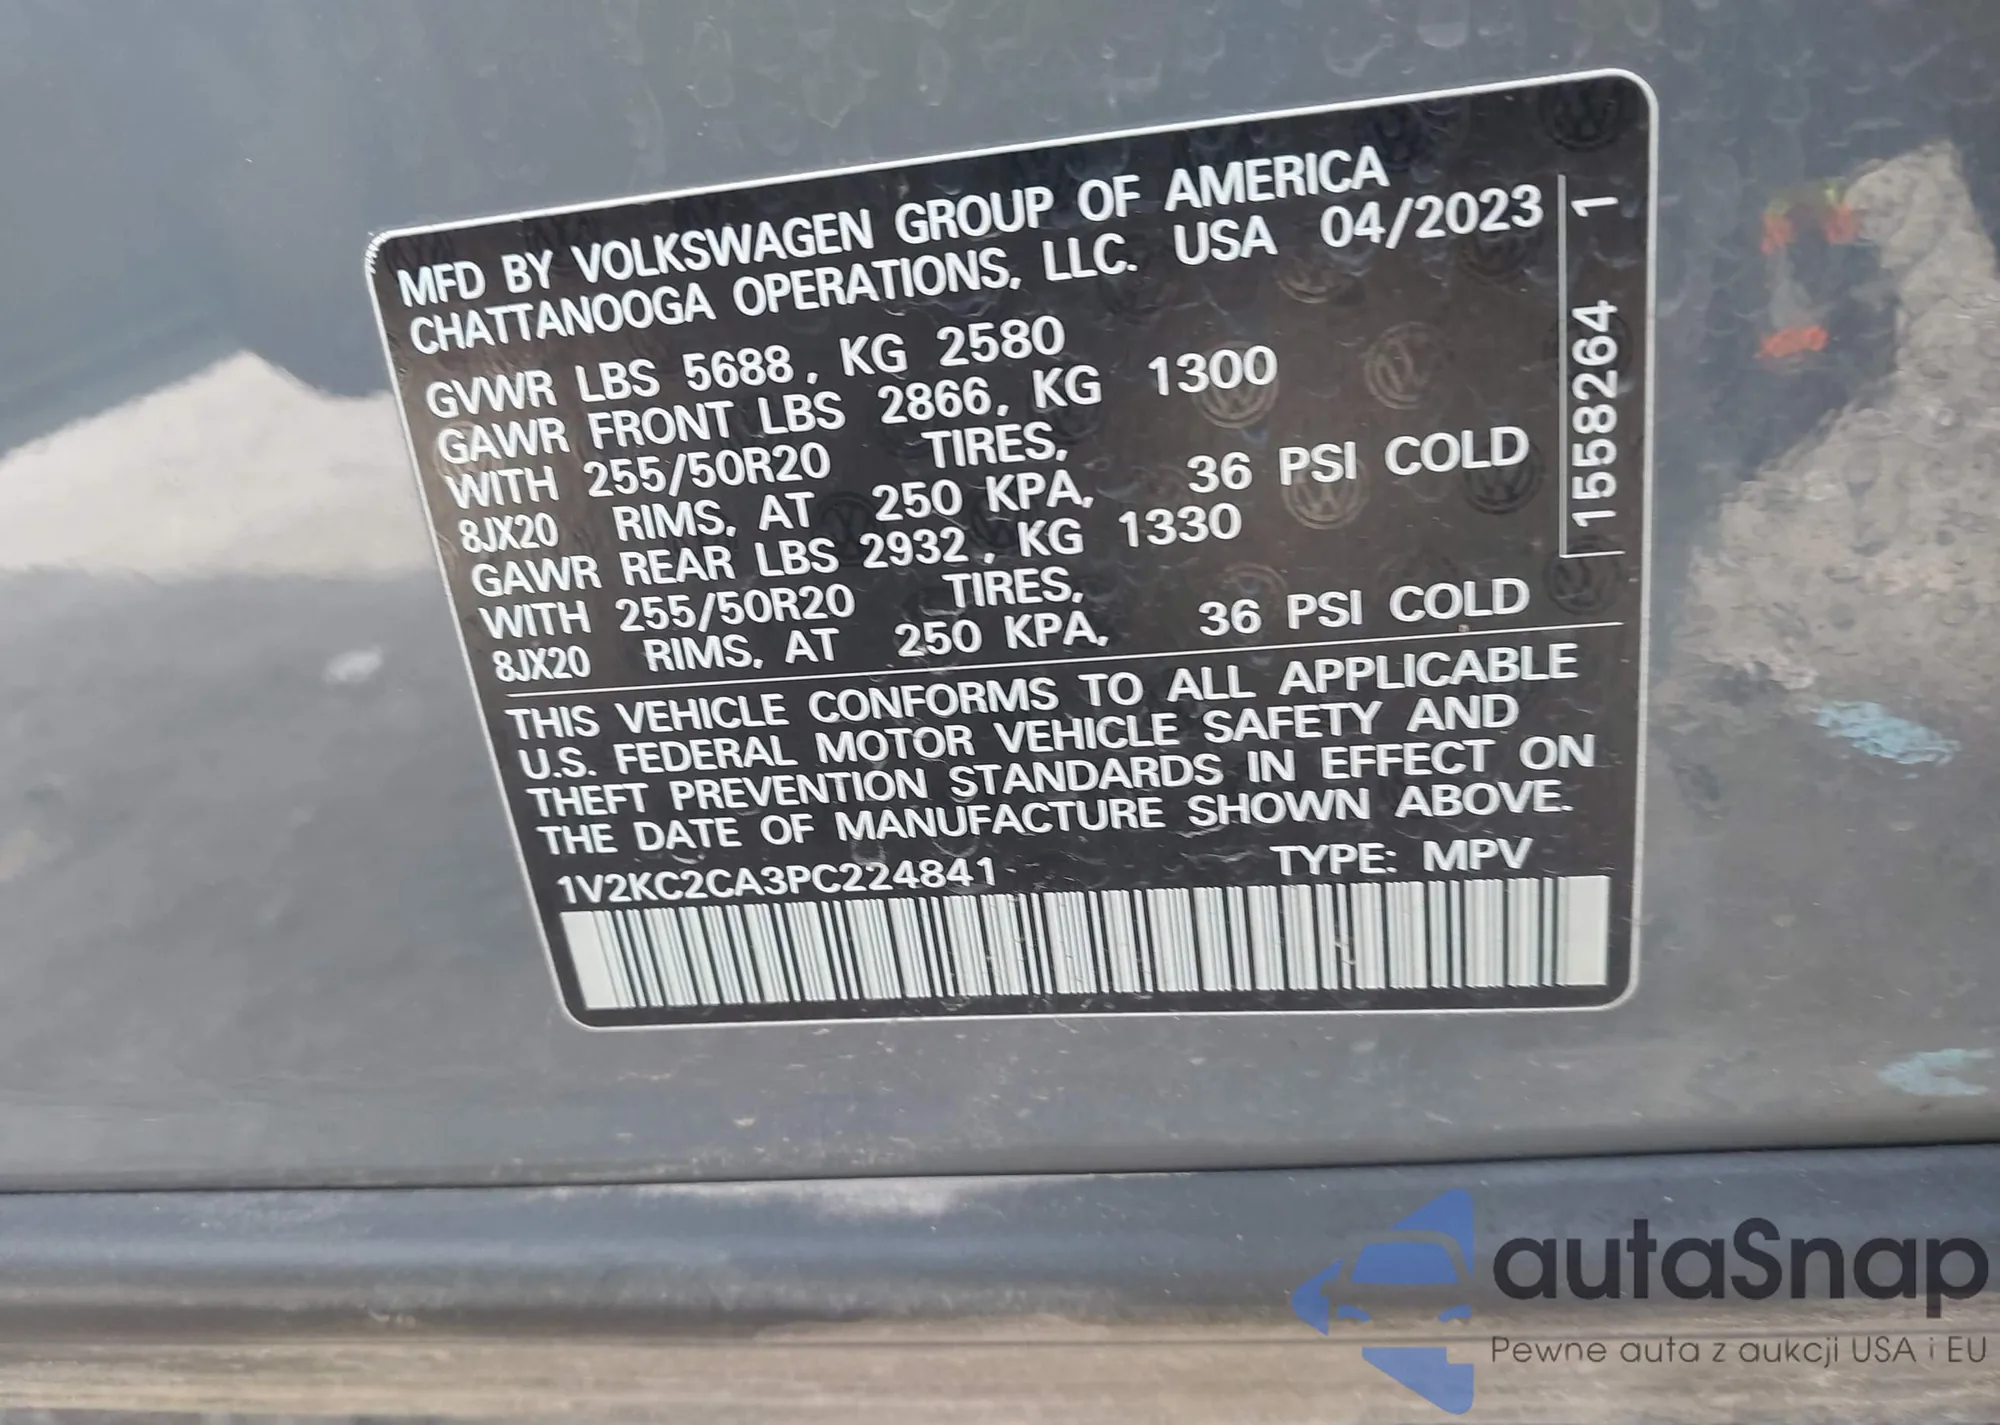 MFD BY VOLKSWAGEN GROUP OF AMERICA
CHATTANOOGA OPERATIONS, LLC. USA 04/2023
GVWR LBS 5688, KG 2580
GAWR FRONT LBS 2866, KG 1300
WITH 255/50R20 TIRES,
8JX20 RIMS, AT 250 KPA, 36 PSI COLD
GAWR REAR LBS 2932, KG 1330
WITH 255/50R20 TIRES,
8JX20 RIMS, AT 250 KPA, 36 PSI COLD
1558264 1
THIS VEHICLE CONFORMS TO ALL APPLICABLE
U.S. FEDERAL MOTOR VEHICLE SAFETY AND
THEFT PREVENTION STANDARDS IN EFFECT ON
THE DATE OF MANUFACTURE SHOWN ABOVE.
1V2KC2CA3PC224841 TYPE: MPV
autaSnap
Pewne auta z aukcji USA i EU